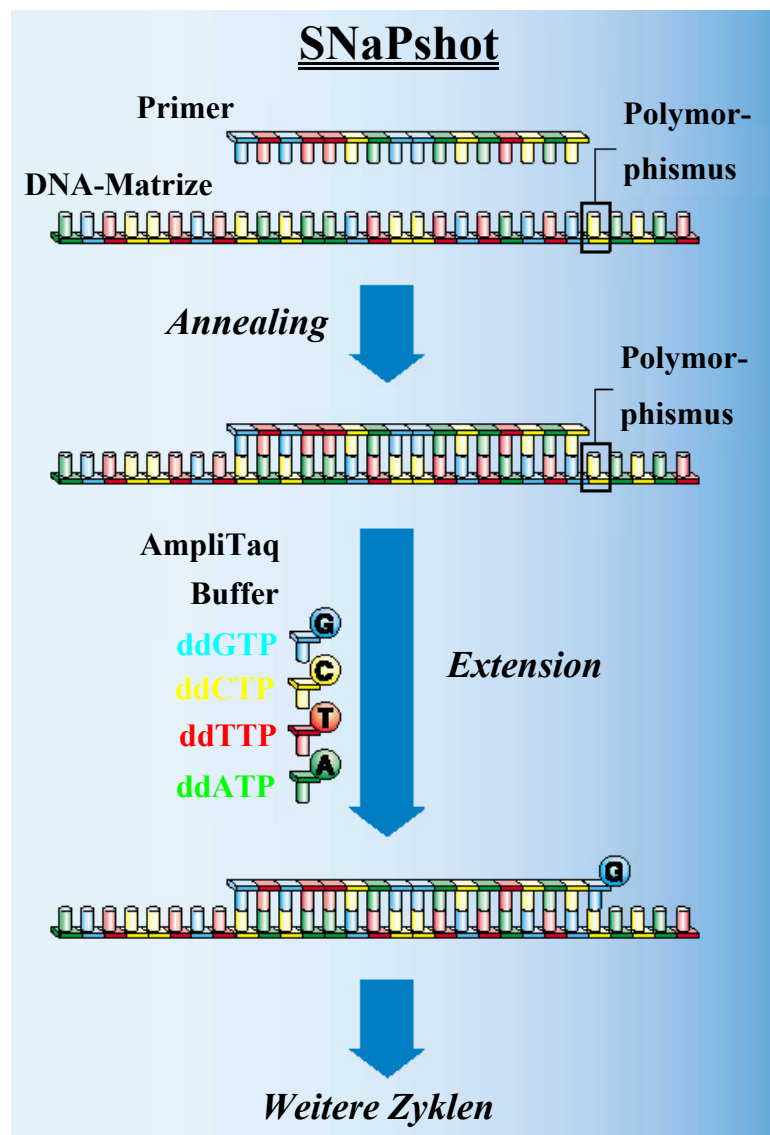 SNaPshot
Primer
Polymor-
phismus
DNA-Matrize
Annealing
Polymor-
phismus
AmpliTaq
Buffer
ddGTP G
ddCTP C
ddTTP T
ddATP A
Extension
G
Weitere Zyklen